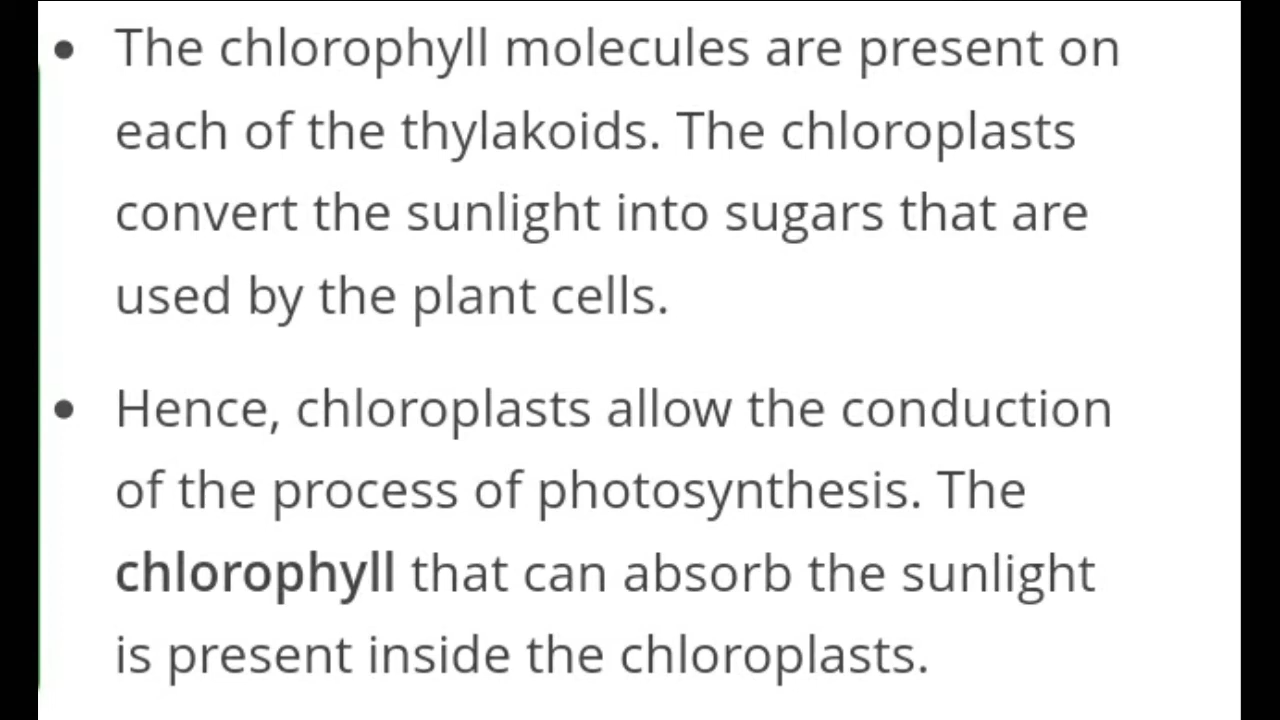 • The chlorophyll molecules are present on
each of the thylakoids. The chloroplasts
convert the sunlight into sugars that are
used by the plant cells.
• Hence, chloroplasts allow the conduction
of the process of photosynthesis. The
chlorophyll that can absorb the sunlight
is present inside the chloroplasts.